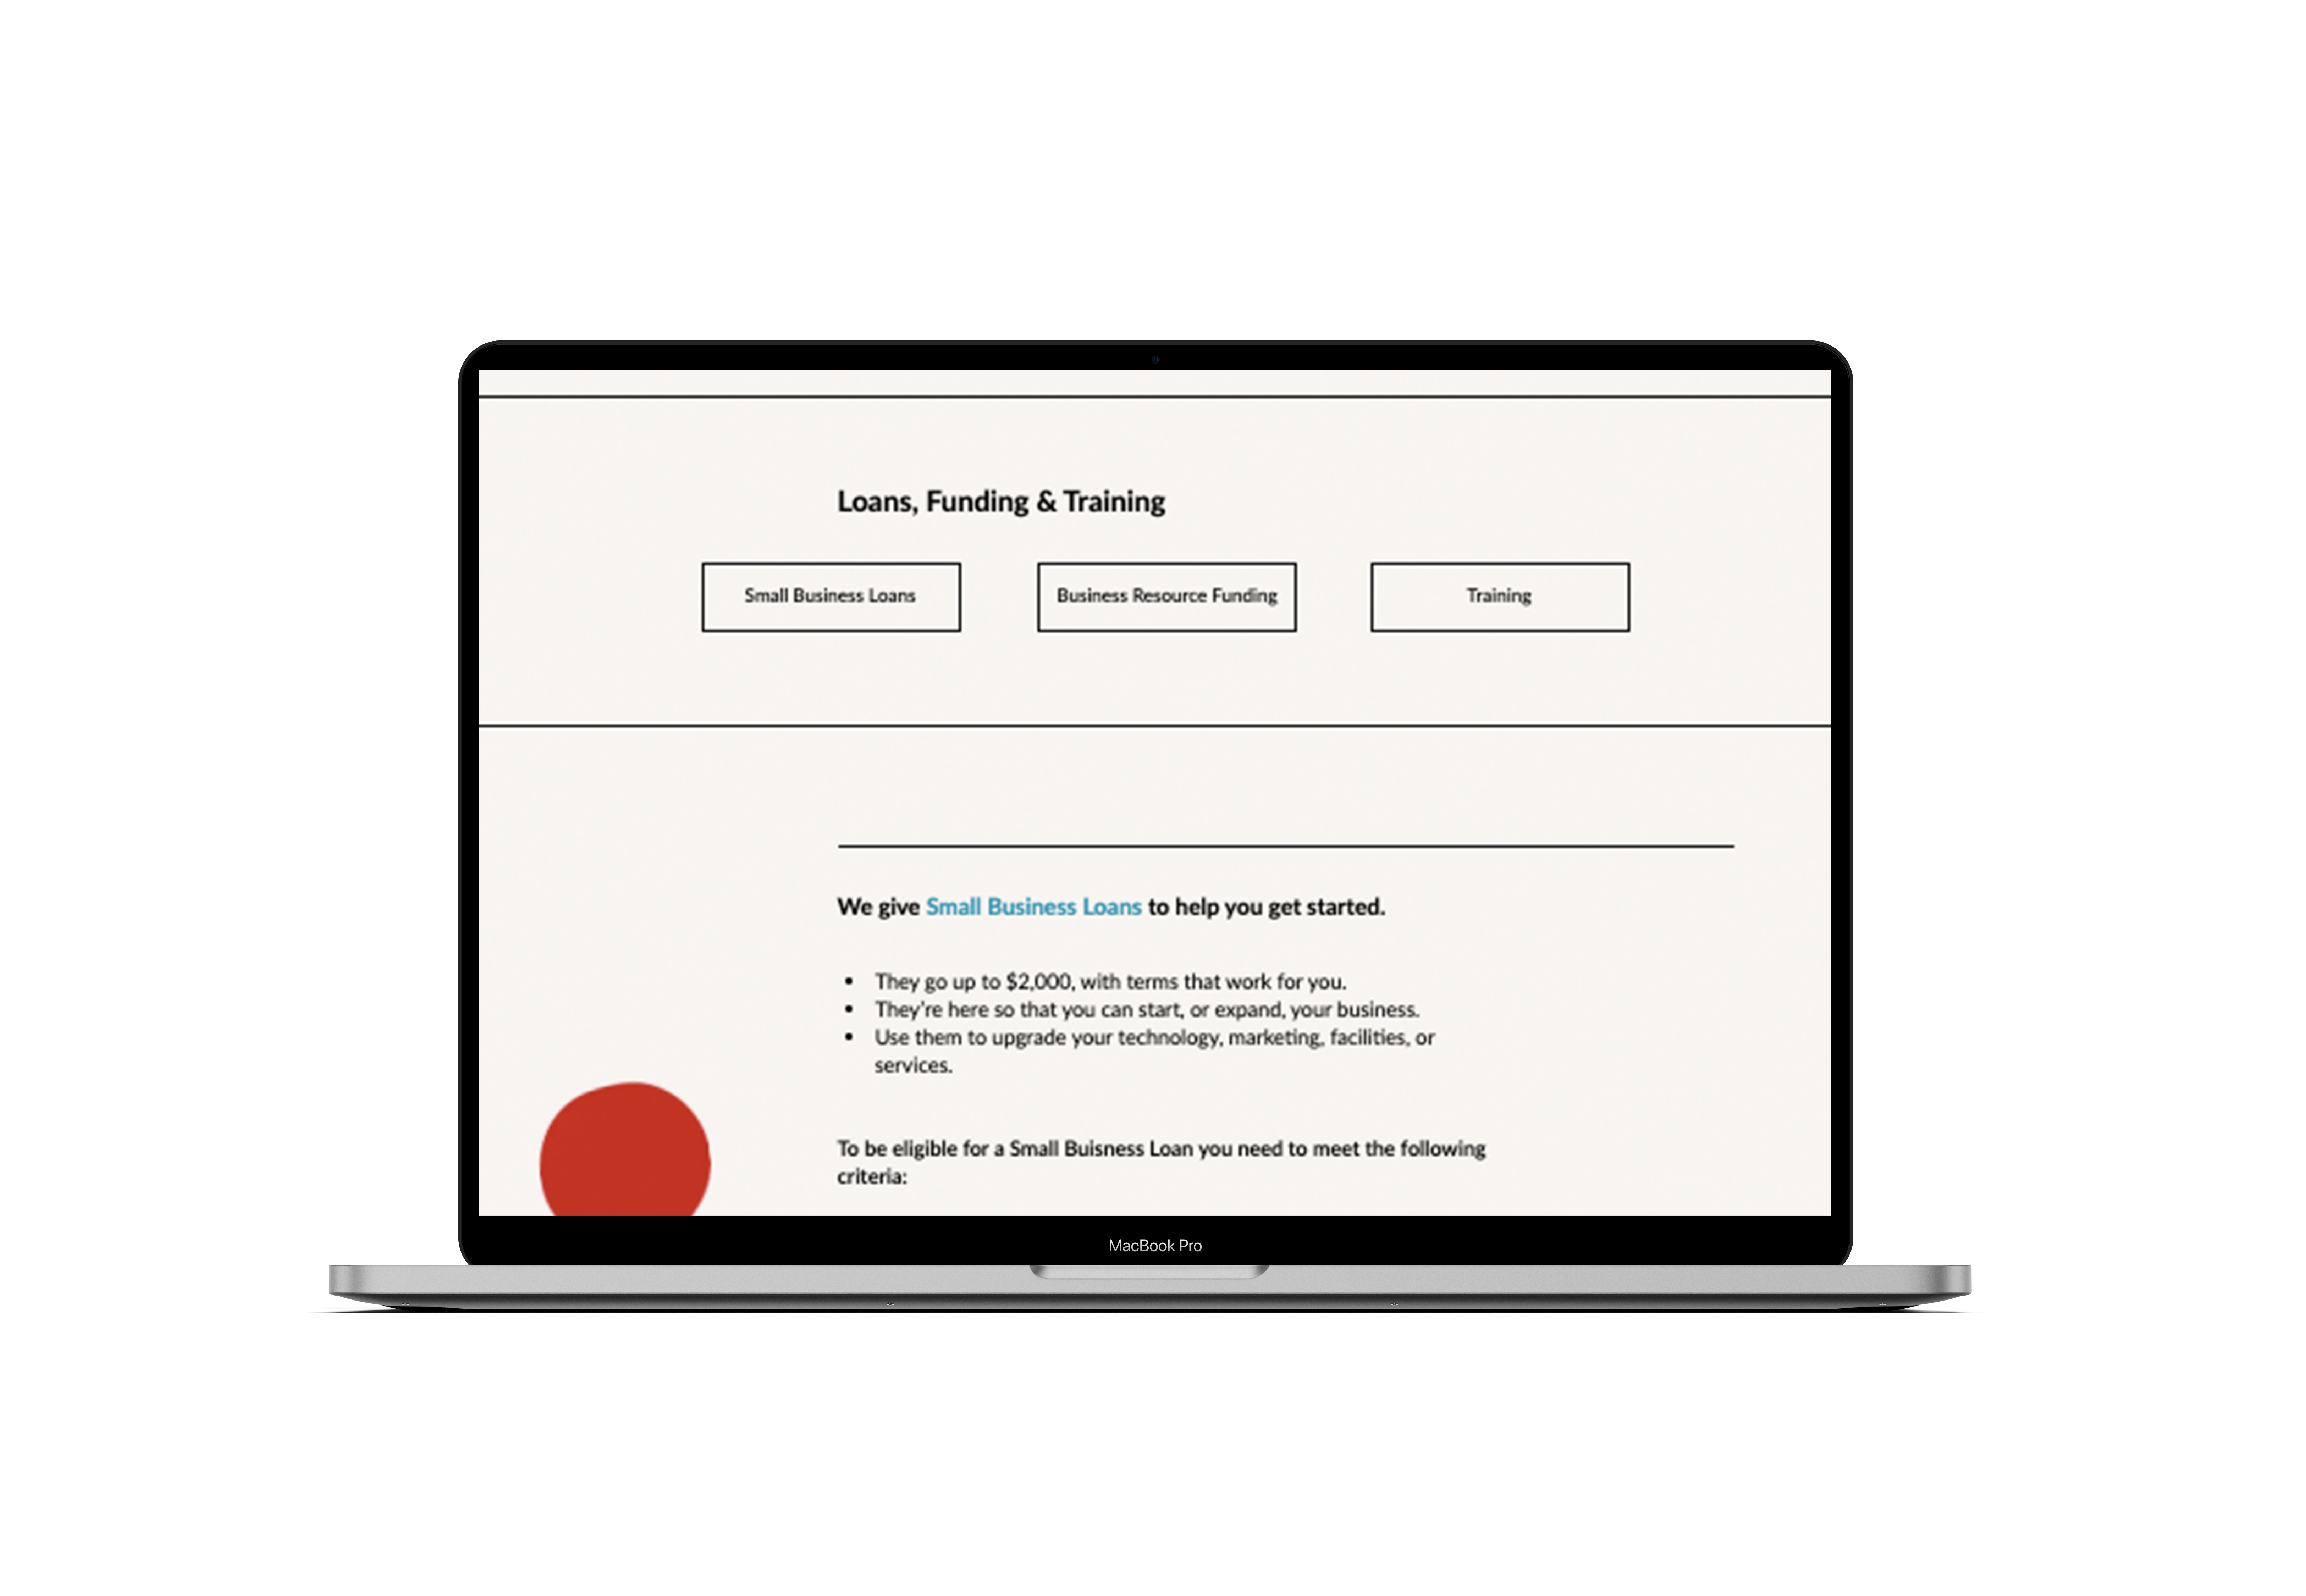 Loans, Funding & Training
Small Business Loans
Business Resource Funding
Training
We give Small Business Loans to help you get started.
• They go up to $2,000, with terms that work for you.
• They're here so that you can start, or expand, your business.
• Use them to upgrade your technology, marketing, facilities, or
services.
To be eligible for a Small Buisness Loan you need to meet the following
criteria:
MacBook Pro